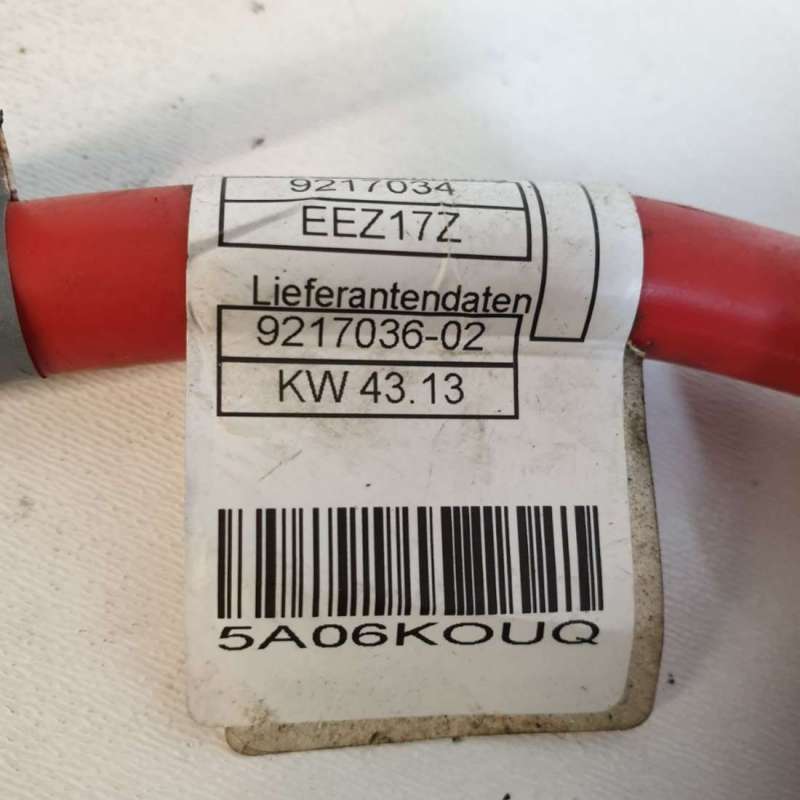 9217034
EEZ17Z
Lieferantendaten
9217036-02
KW 43.13
5A06KOUQ